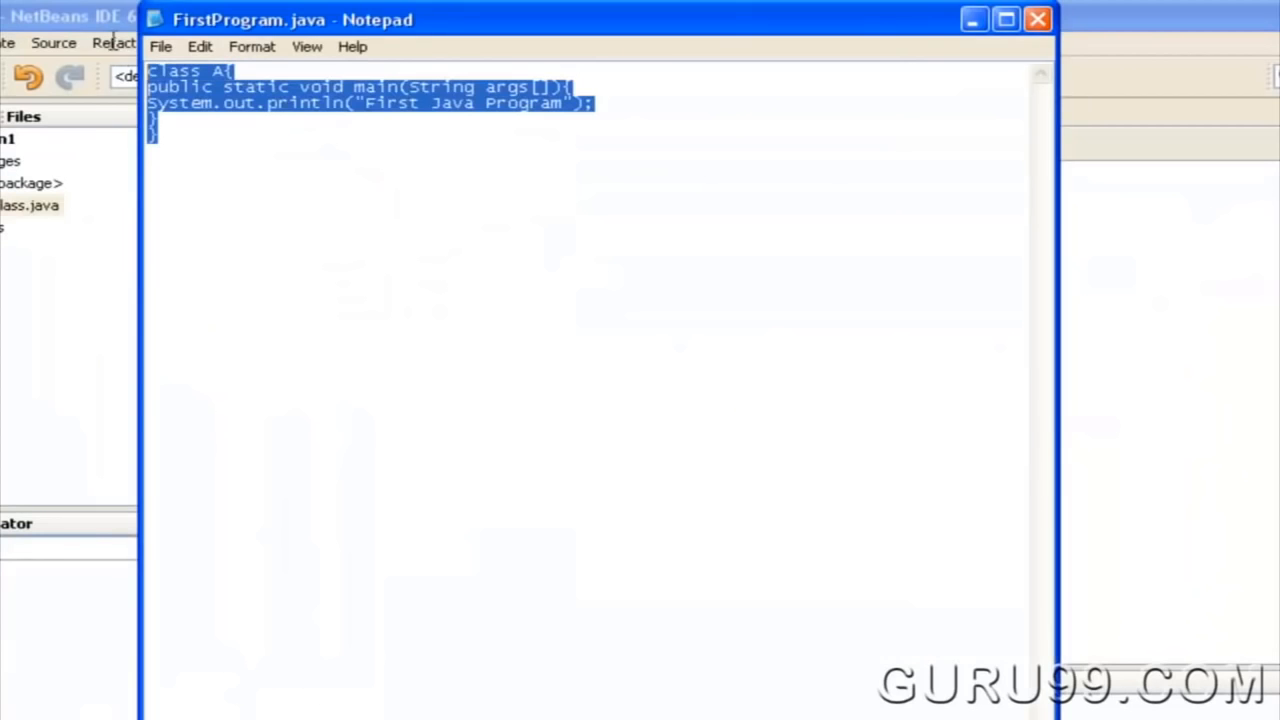 - NetBeans IDE 6
FirstProgram.java - Notepad
te Source Refact
File Edit Format View Help
<de
class A{
public static void main(String args[]){
System.out.println("First Java Program");
}
}
Files
n1
ges
package>
lass.java
s
ator
GURU99.COM